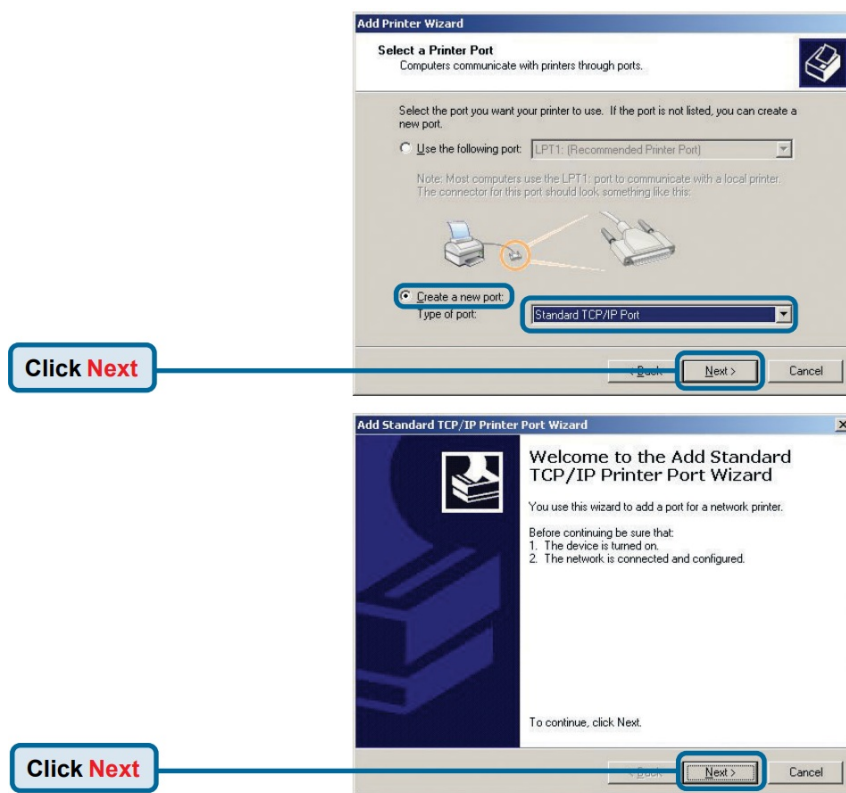 Add Printer Wizard
Select a Printer Port
Computers communicate with printers through ports.
Select the port you want your printer to use. If the port is not listed, you can create a
new port.
Use the following port: LPT1: (Recommended Printer Port)
Note: Most computers use the LPT1: port to communicate with a local printer.
The connector for this port should look something like this:
Create a new port:
Type of port: Standard TCP/IP Port
Click Next
< Back Next > Cancel
Add Standard TCP/IP Printer Port Wizard
Welcome to the Add Standard
TCP/IP Printer Port Wizard
You use this wizard to add a port for a network printer.
Before continuing be sure that:
1. The device is turned on.
2. The network is connected and configured.
To continue, click Next.
Click Next
< Back Next > Cancel